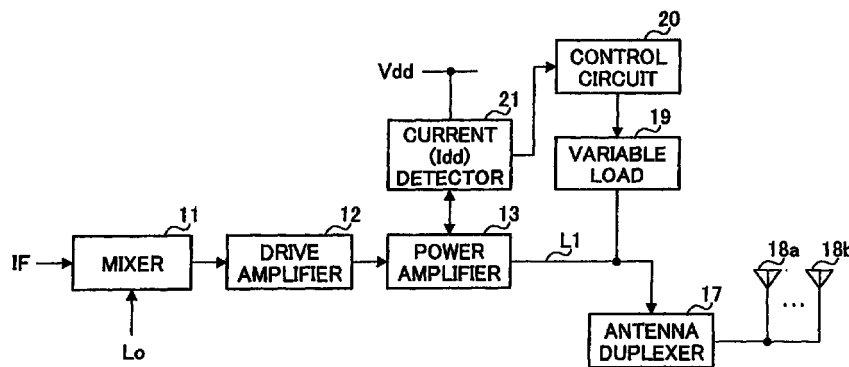 20
CONTROL
CIRCUIT
Vdd
21
CURRENT
(Idd)
DETECTOR
19
VARIABLE
LOAD
11
MIXER
12
DRIVE
AMPLIFIER
13
POWER
AMPLIFIER
IF
L1
Lo
17
ANTENNA
DUPLEXER
18a
...
18b